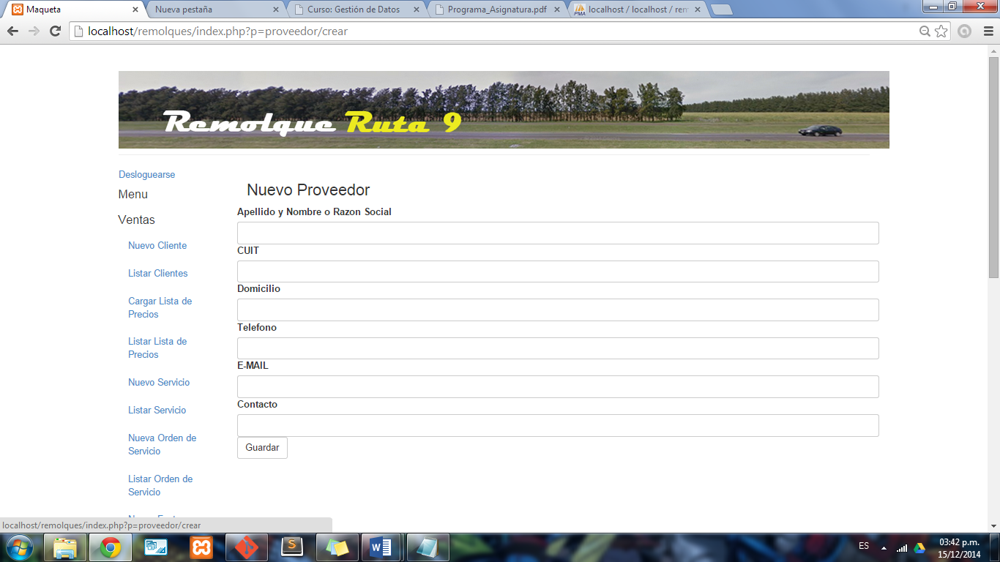 Maqueta
Nueva pestaña
Curso: Gestión de Datos
Programa_Asignatura.pdf
PMA
localhost / localhost / rem
localhost/remolques/index.php?p=proveedor/crear
Remolque Ruta 9
Desloguearse
Menu
Ventas
Nuevo Cliente
Listar Clientes
Cargar Lista de
Precios
Listar Lista de
Precios
Nuevo Servicio
Listar Servicio
Nueva Orden de
Servicio
Listar Orden de
Servicio
Nuevo Proveedor
Apellido y Nombre o Razon Social
CUIT
Domicilio
Telefono
E-MAIL
Contacto
Guardar
localhost/remolques/index.php?p=proveedor/crear
ES
03:42 p.m.
15/12/2014